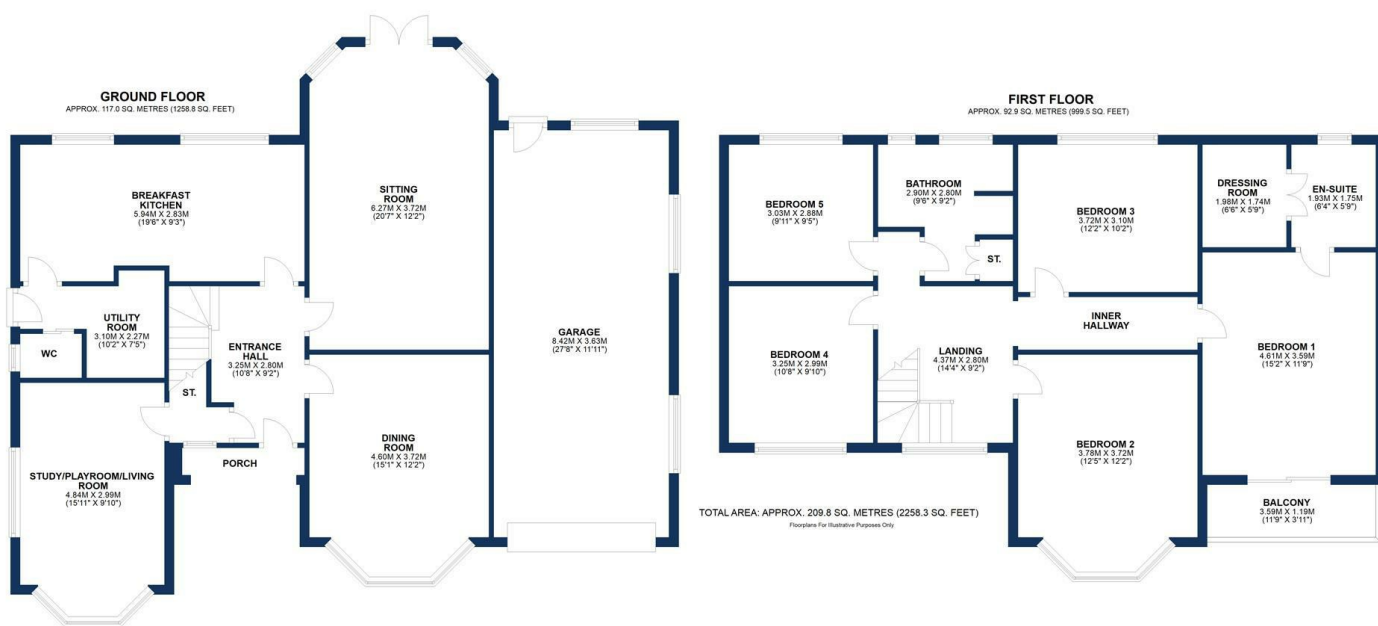 GROUND FLOOR
APPROX. 117.0 SQ. METRES (1258.8 SQ. FEET)
BREAKFAST
KITCHEN
5.94M X 2.83M
(19'6" X 9'3")
SITTING
ROOM
6.27M X 3.72M
(20'7" X 12'2")
UTILITY
ROOM
3.10M X 2.27M
(10'2" X 7'5")
WC
ENTRANCE
HALL
3.25M X 2.80M
(10'8" X 9'2")
ST.
GARAGE
8.42M X 3.63M
(27'8" X 11'11")
STUDY/PLAYROOM/LIVING
ROOM
4.84M X 2.99M
(15'11" X 9'10")
PORCH
DINING
ROOM
4.60M X 3.72M
(15'1" X 12'2")
FIRST FLOOR
APPROX. 92.9 SQ. METRES (999.5 SQ. FEET)
BEDROOM 5
3.03M X 2.88M
(9'11" X 9'5")
BATHROOM
2.90M X 2.80M
(9'6" X 9'2")
ST.
BEDROOM 3
3.72M X 3.10M
(12'2" X 10'2")
DRESSING
ROOM
1.98M X 1.74M
(6'6" X 5'9")
EN-SUITE
1.93M X 1.75M
(6'4" X 5'9")
BEDROOM 4
3.25M X 2.99M
(10'8" X 9'10")
LANDING
4.37M X 2.80M
(14'4" X 9'2")
INNER
HALLWAY
BEDROOM 1
4.61M X 3.59M
(15'2" X 11'9")
BEDROOM 2
3.78M X 3.72M
(12'5" X 12'2")
BALCONY
3.59M X 1.19M
(11'9" X 3'11")
TOTAL AREA: APPROX. 209.8 SQ. METRES (2258.3 SQ. FEET)
Floorplans For Illustrative Purposes Only